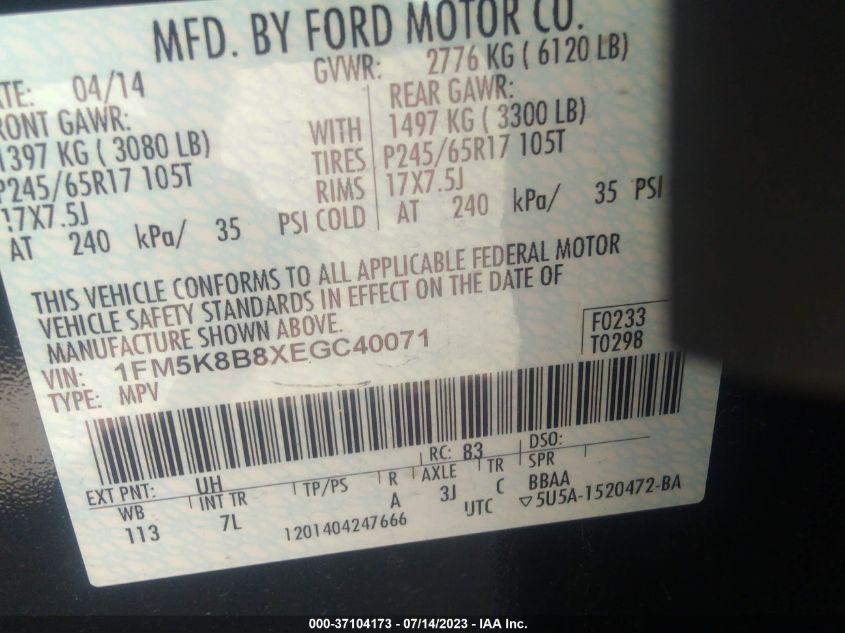 MFD. BY FORD MOTOR CO.
04/14 GVWR: 2776 KG ( 6120 LB)
GAWR: REAR GAWR:
1397 KG ( 3080 LB) WITH 1497 KG ( 3300 LB)
P245/65R17 105T TIRES P245/65R17 105T
17X7.5J RIMS 17X7.5J
AT 240 kPa/ 35 PSI COLD AT 240 kPa/ 35 PSI
THIS VEHICLE CONFORMS TO ALL APPLICABLE FEDERAL MOTOR
VEHICLE SAFETY STANDARDS IN EFFECT ON THE DATE OF
MANUFACTURE SHOWN ABOVE.
VIN: 1FM5K8B8XEGC40071
TYPE: MPV
F0233
T0298
EXT PNT: UH RC: 83 DSO:
WB INT TR TP/PS R AXLE TR SPR
113 7L A 3J C BBAA
1201404247666 UTC ▽5U5A-1520472-BA
000-37104173 - 07/14/2023 - IAA Inc.